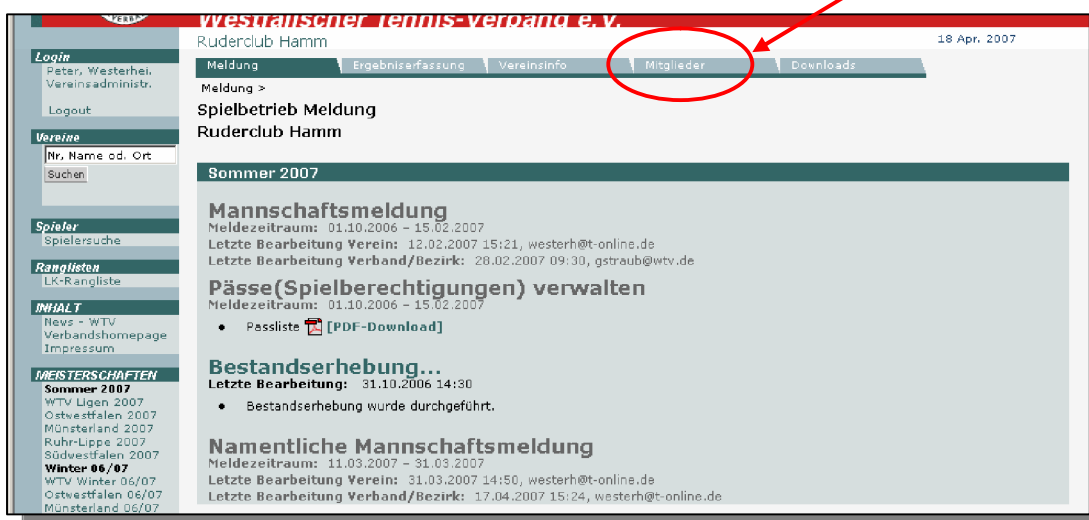 VERBA
Westfälischer Tennis-Verband e.V.
Ruderclub Hamm
18 Apr. 2007
Login
Peter, Westerhei.
Vereinsadministr.
Logout
Vereine
Nr, Name od. Ort
Suchen
Spieler
Spielersuche
Ranglisten
LK-Rangliste
INHALT
News - WTV
Verbandshomepage
Impressum
MEISTERSCHAFTEN
Sommer 2007
WTV Ligen 2007
Ostwestfalen 2007
Münsterland 2007
Ruhr-Lippe 2007
Südwestfalen 2007
Winter 06/07
WTV Winter 06/07
Ostwestfalen 06/07
Münsterland 06/07
Meldung Ergebniserfassung Vereinsinfo Mitglieder Downloads
Meldung >
Spielbetrieb Meldung
Ruderclub Hamm
Sommer 2007
Mannschaftsmeldung
Meldezeitraum: 01.10.2006 – 15.02.2007
Letzte Bearbeitung Verein: 12.02.2007 15:21, westerh@t-online.de
Letzte Bearbeitung Verband/Bezirk: 28.02.2007 09:30, gstraub@wtv.de
Pässe(Spielberechtigungen) verwalten
Meldezeitraum: 01.10.2006 – 15.02.2007
• Passliste [PDF-Download]
Bestandserhebung...
Letzte Bearbeitung: 31.10.2006 14:30
• Bestandserhebung wurde durchgeführt.
Namentliche Mannschaftsmeldung
Meldezeitraum: 11.03.2007 – 31.03.2007
Letzte Bearbeitung Verein: 31.03.2007 14:50, westerh@t-online.de
Letzte Bearbeitung Verband/Bezirk: 17.04.2007 15:24, westerh@t-online.de